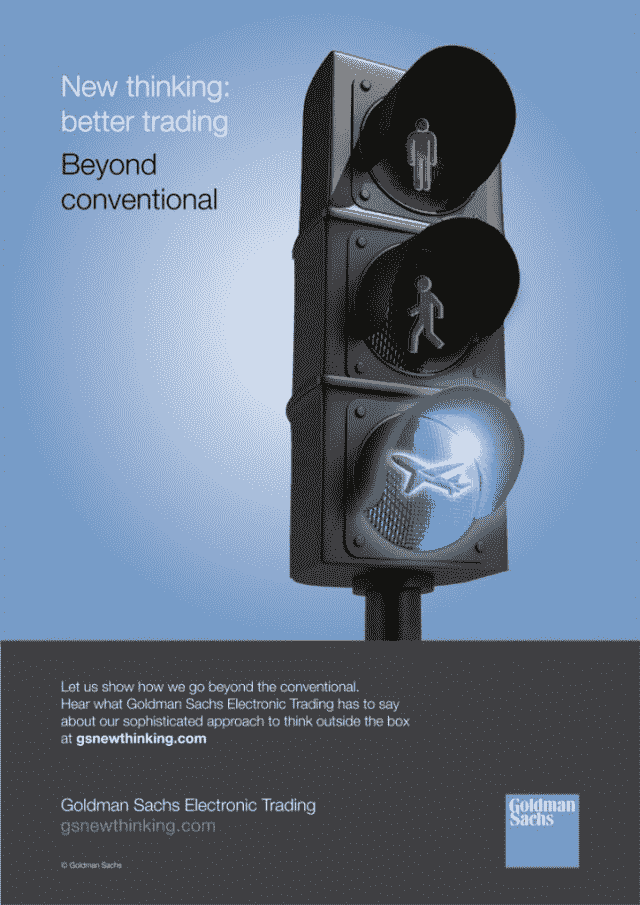 New thinking:
better trading
Beyond
conventional
Let us show how we go beyond the conventional.
Hear what Goldman Sachs Electronic Trading has to say
about our sophisticated approach to think outside the box
at gsnewthinking.com
Goldman Sachs Electronic Trading
gsnewthinking.com
© Goldman Sachs
Goldman
Sachs